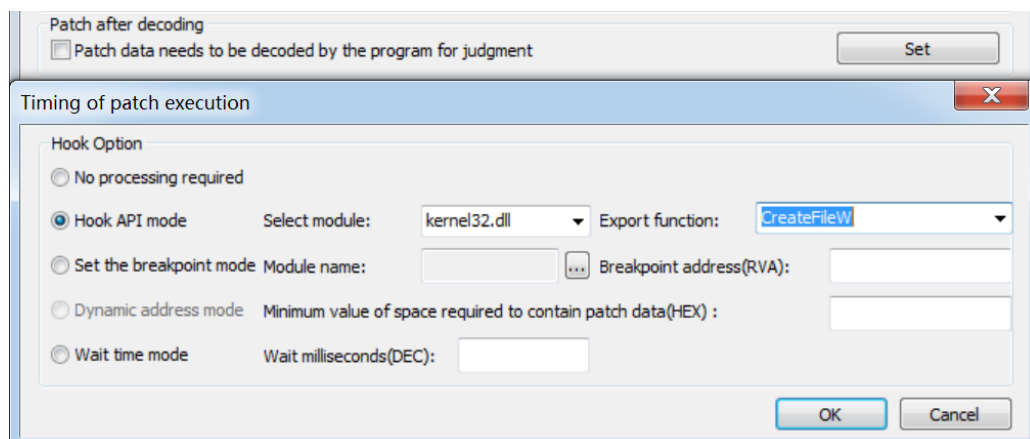 Patch after decoding
Patch data needs to be decoded by the program for judgment Set
Timing of patch execution
Hook Option
No processing required
Hook API mode Select module: kernel32.dll Export function: CreateFileW
Set the breakpoint mode Module name: ... Breakpoint address(RVA):
Dynamic address mode Minimum value of space required to contain patch data(HEX) :
Wait time mode Wait milliseconds(DEC):
OK Cancel